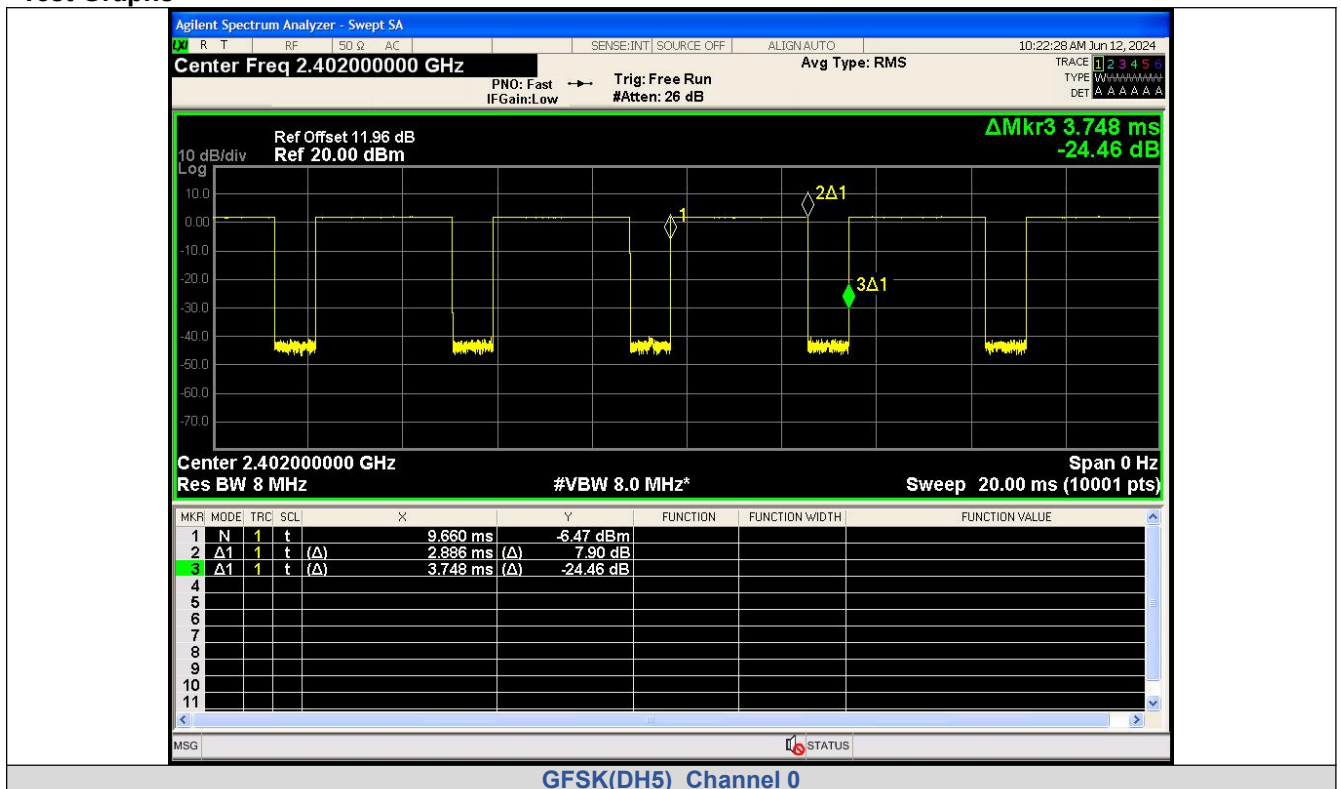 Agilent Spectrum Analyzer - Swept SA
LXI R T RF 50 Ω AC SENSE:INT SOURCE OFF ALIGN AUTO 10:22:28 AM Jun 12, 2024
Center Freq 2.402000000 GHz Avg Type: RMS TRACE 1 2 3 4 5 6
PNO: Fast Trig: Free Run TYPE WWWWWW
IFGain:Low #Atten: 26 dB DET A A A A A A
ΔMkr3 3.748 ms
Ref Offset 11.96 dB
10 dB/div Ref 20.00 dBm -24.46 dB
Log
10.0
0.00
-10.0
-20.0
-30.0
-40.0
-50.0
-60.0
-70.0
1
2Δ1
3Δ1
Center 2.402000000 GHz Span 0 Hz
Res BW 8 MHz #VBW 8.0 MHz* Sweep 20.00 ms (10001 pts)
MKR MODE TRC SCL X Y FUNCTION FUNCTION WIDTH FUNCTION VALUE
1 N 1 t 9.660 ms -6.47 dBm
2 Δ1 1 t (Δ) 2.886 ms (Δ) 7.90 dB
3 Δ1 1 t (Δ) 3.748 ms (Δ) -24.46 dB
4
5
6
7
8
9
10
11
MSG STATUS
GFSK(DH5) Channel 0